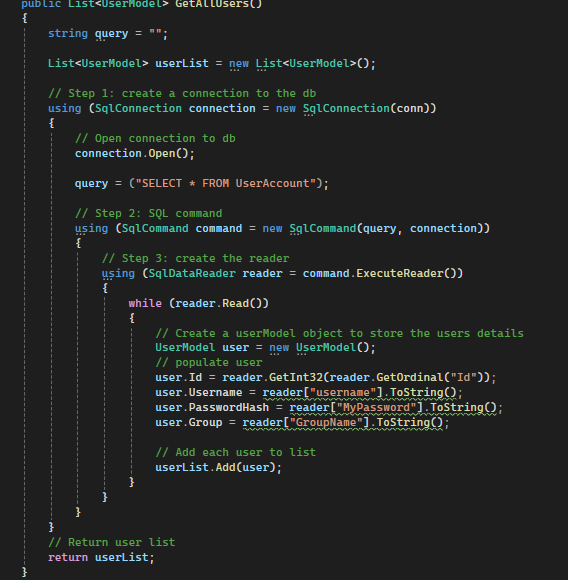 public List<UserModel> GetAllUsers()
{
string query = "";
List<UserModel> userList = new List<UserModel>();
// Step 1: create a connection to the db
using (SqlConnection connection = new SqlConnection(conn))
{
// Open connection to db
connection.Open();
query = ("SELECT * FROM UserAccount");
// Step 2: SQL command
using (SqlCommand command = new SqlCommand(query, connection))
{
// Step 3: create the reader
using (SqlDataReader reader = command.ExecuteReader())
{
while (reader.Read())
{
// Create a userModel object to store the users details
UserModel user = new UserModel();
// populate user
user.Id = reader.GetInt32(reader.GetOrdinal("Id"));
user.Username = reader["username"].ToString();
user.PasswordHash = reader["MyPassword"].ToString();
user.Group = reader["GroupName"].ToString();
// Add each user to list
userList.Add(user);
}
}
}
}
// Return user list
return userList;
}